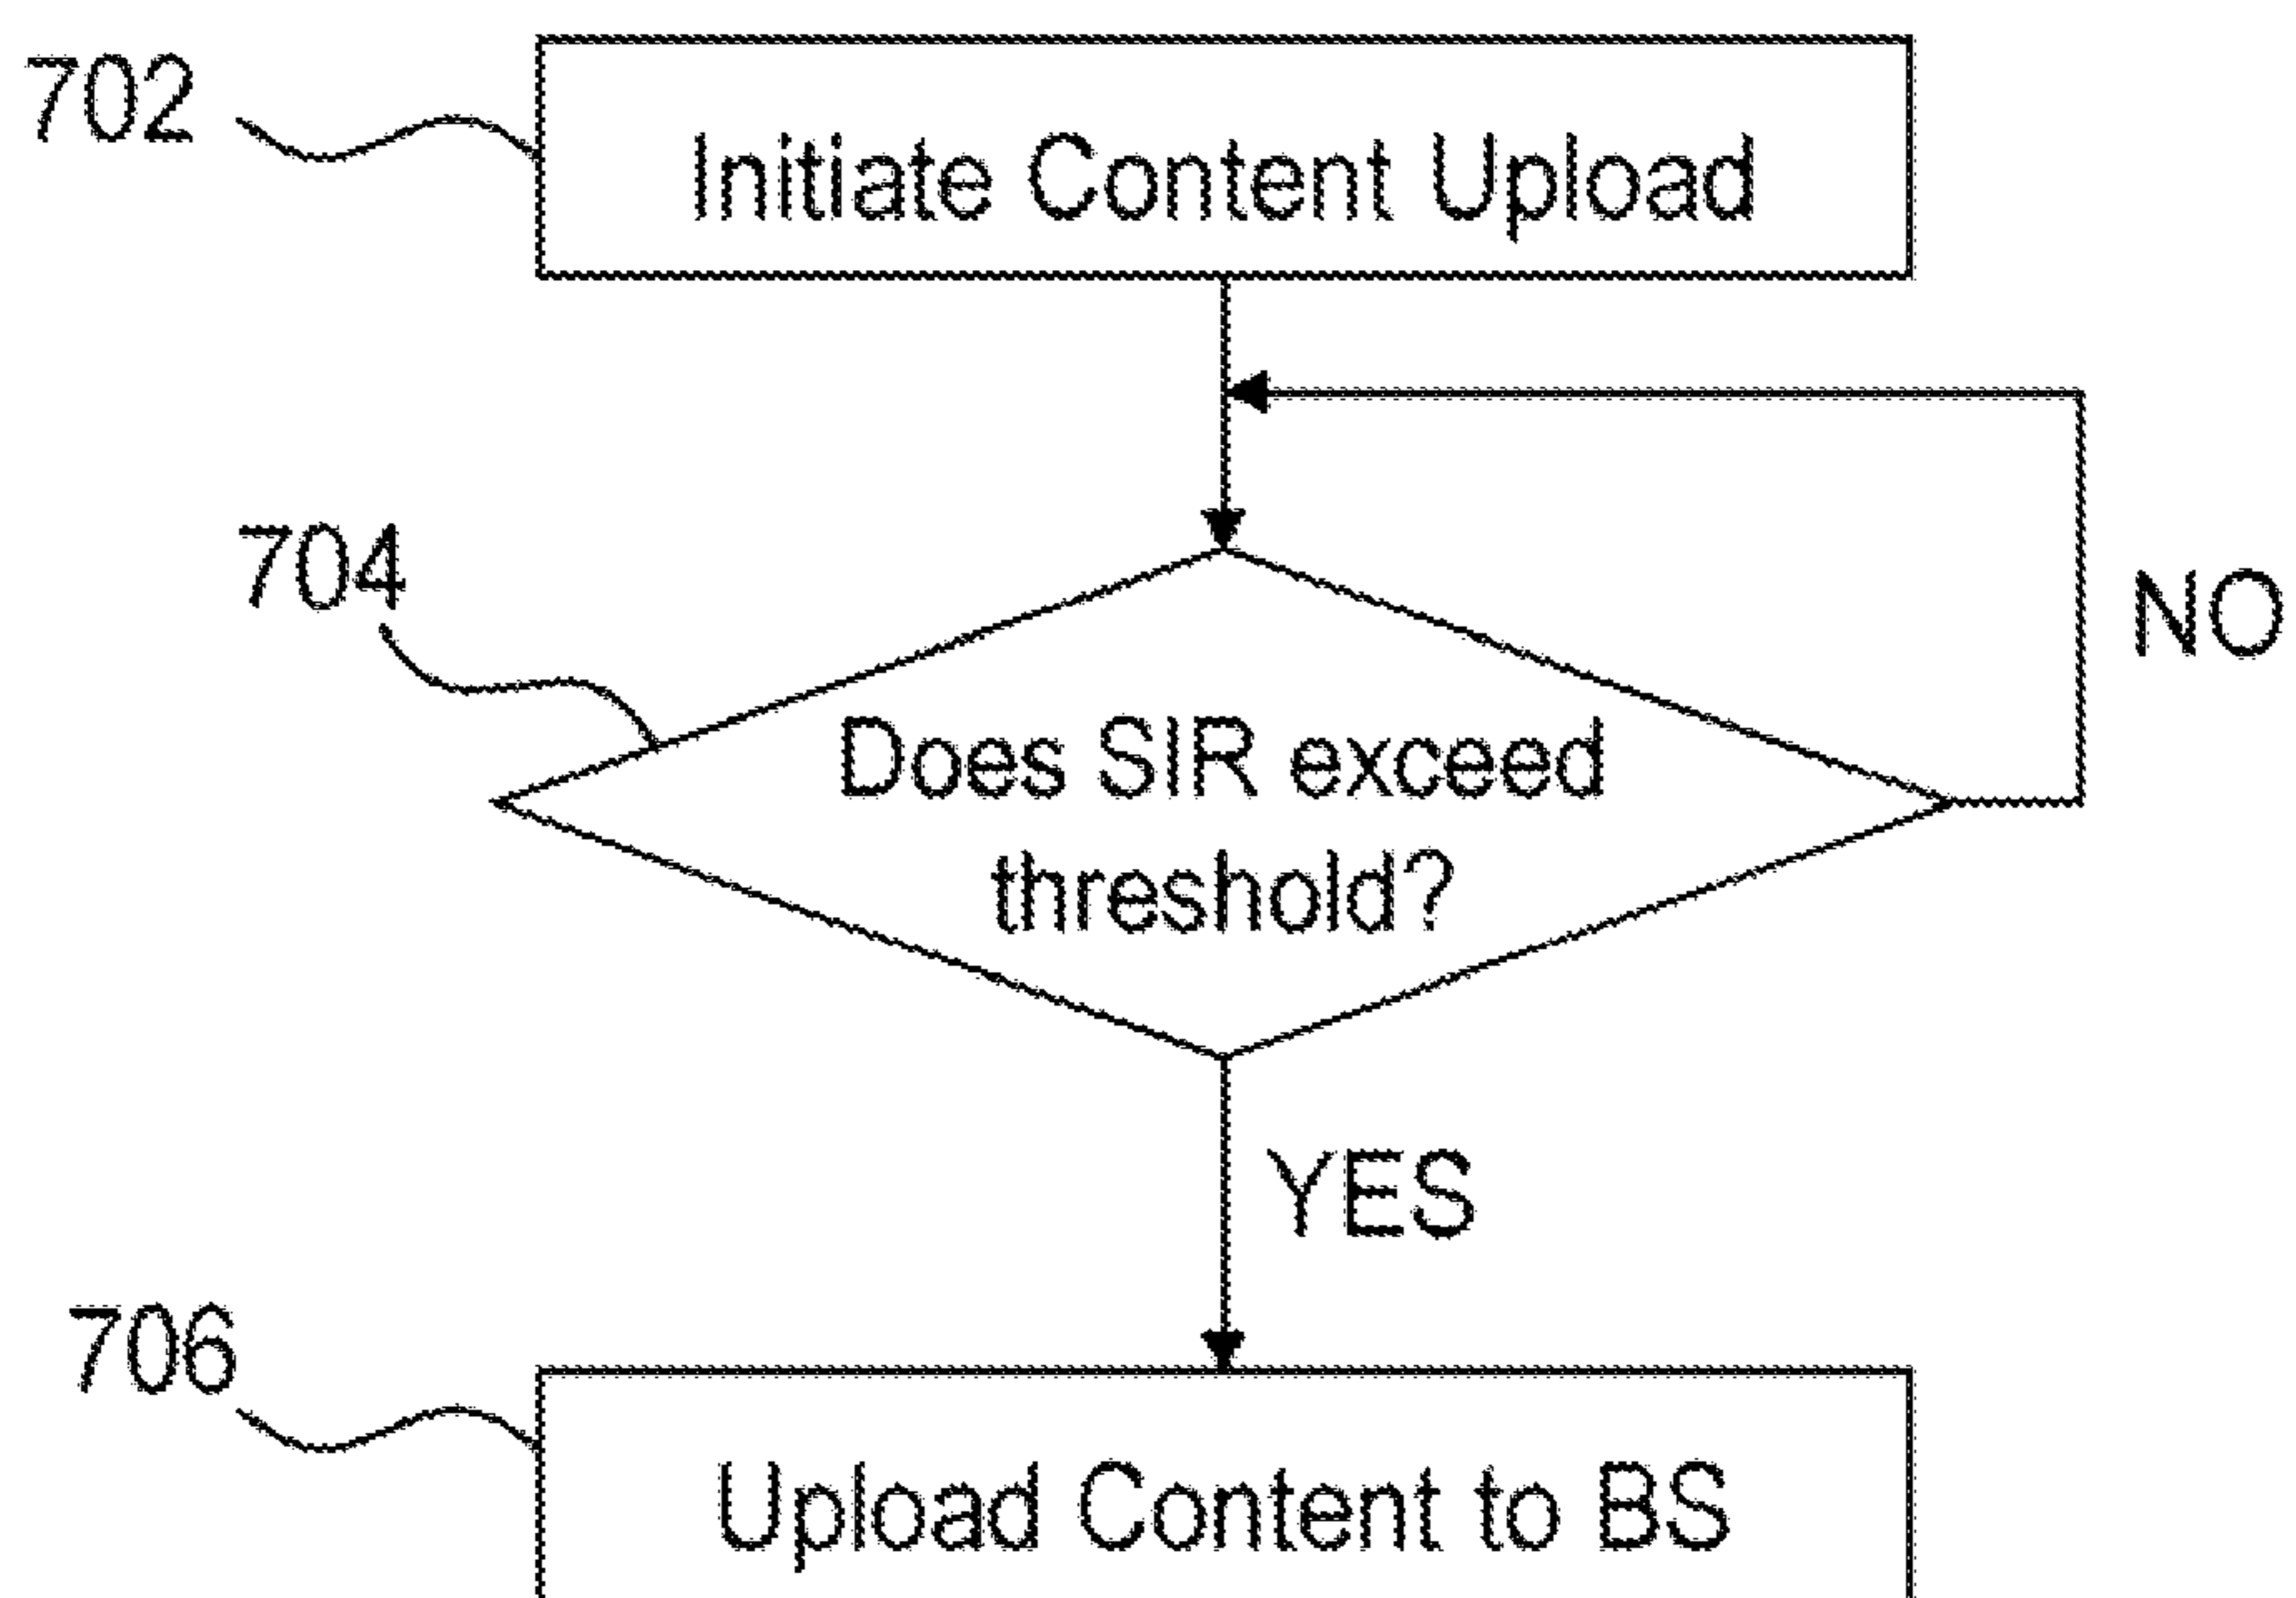 702
Initiate Content Upload
704
NO
Does SIR exceed
threshold?
YES
706
Upload Content to BS